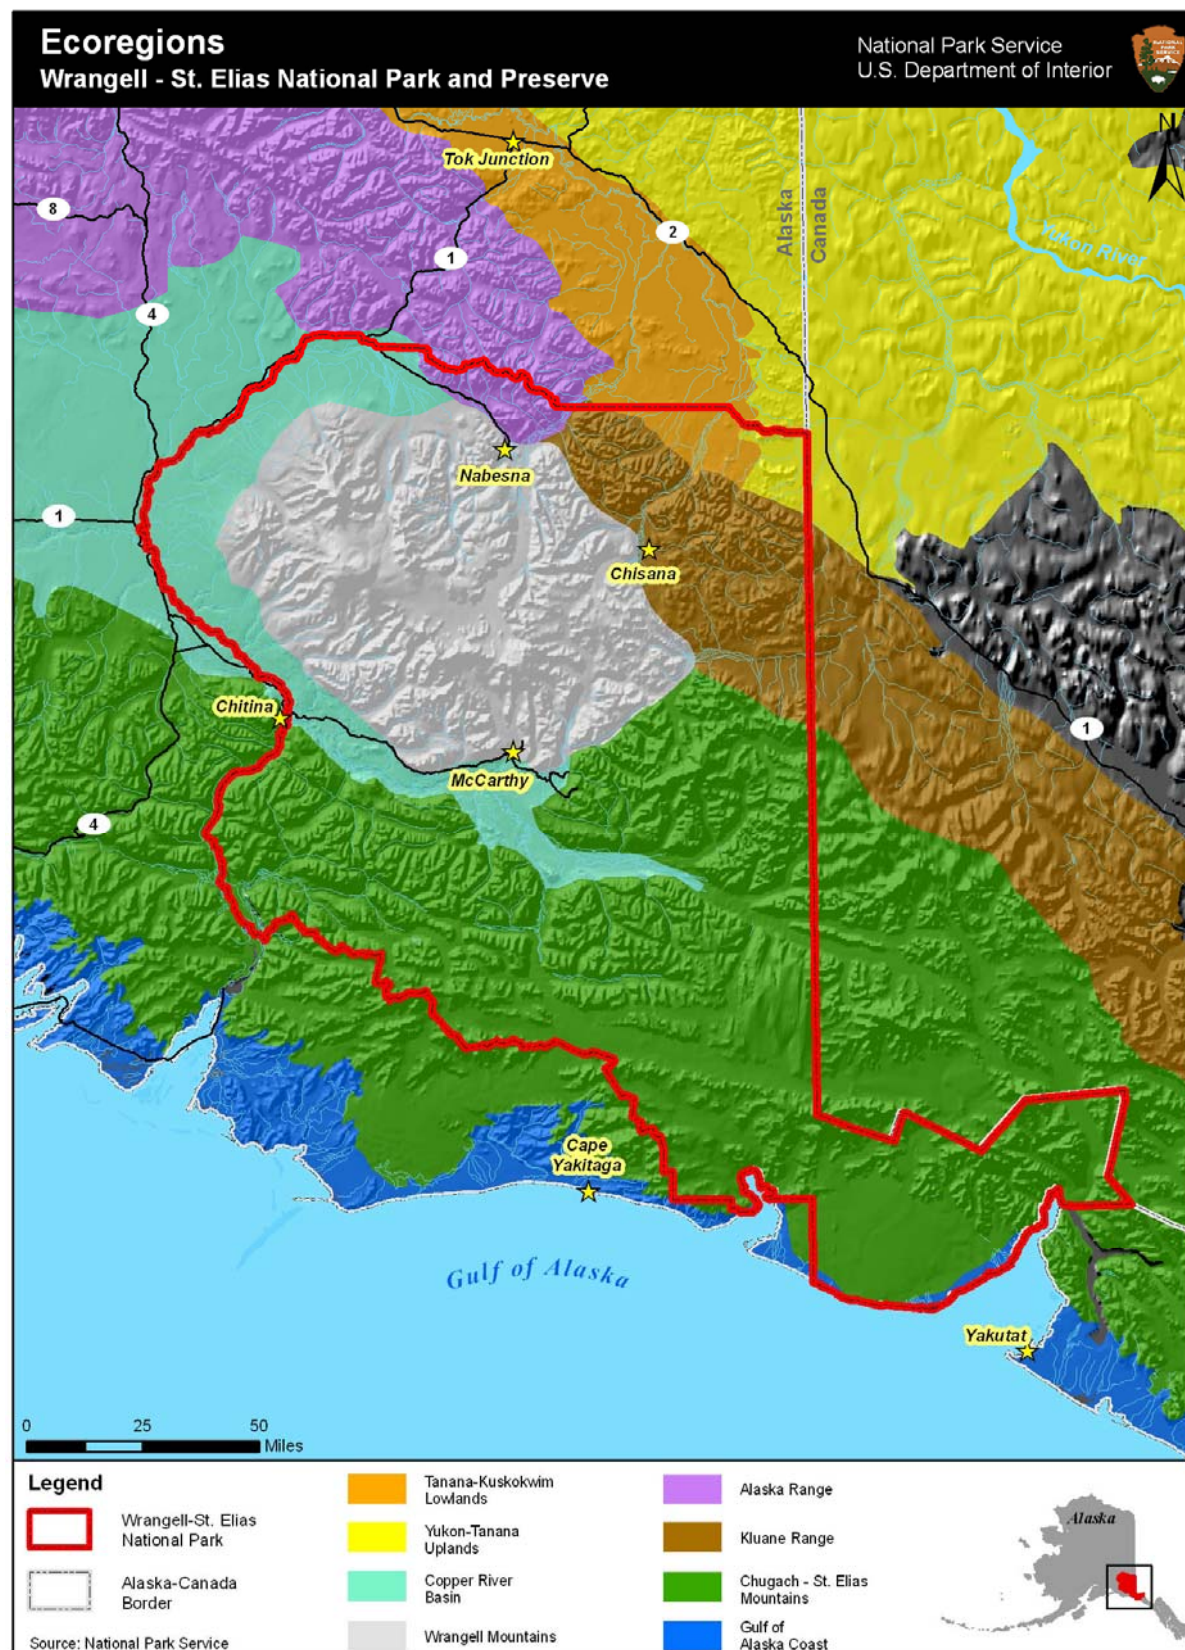 Ecoregions
Wrangell - St. Elias National Park and Preserve
National Park Service
U.S. Department of Interior
NATIONAL
PARK
SERVICE
N
Tok Junction
8
2
1
Alaska
Canada
Yukon River
4
Nabesna
1
Chisana
Chitina
1
McCarthy
4
Cape
Yakitaga
Gulf of Alaska
Yakutat
0 25 50
Miles
Legend
Wrangell-St. Elias
National Park
Alaska-Canada
Border
Source: National Park Service
Tanana-Kuskokwim
Lowlands
Yukon-Tanana
Uplands
Copper River
Basin
Wrangell Mountains
Alaska Range
Kluane Range
Chugach - St. Elias
Mountains
Gulf of
Alaska Coast
Alaska